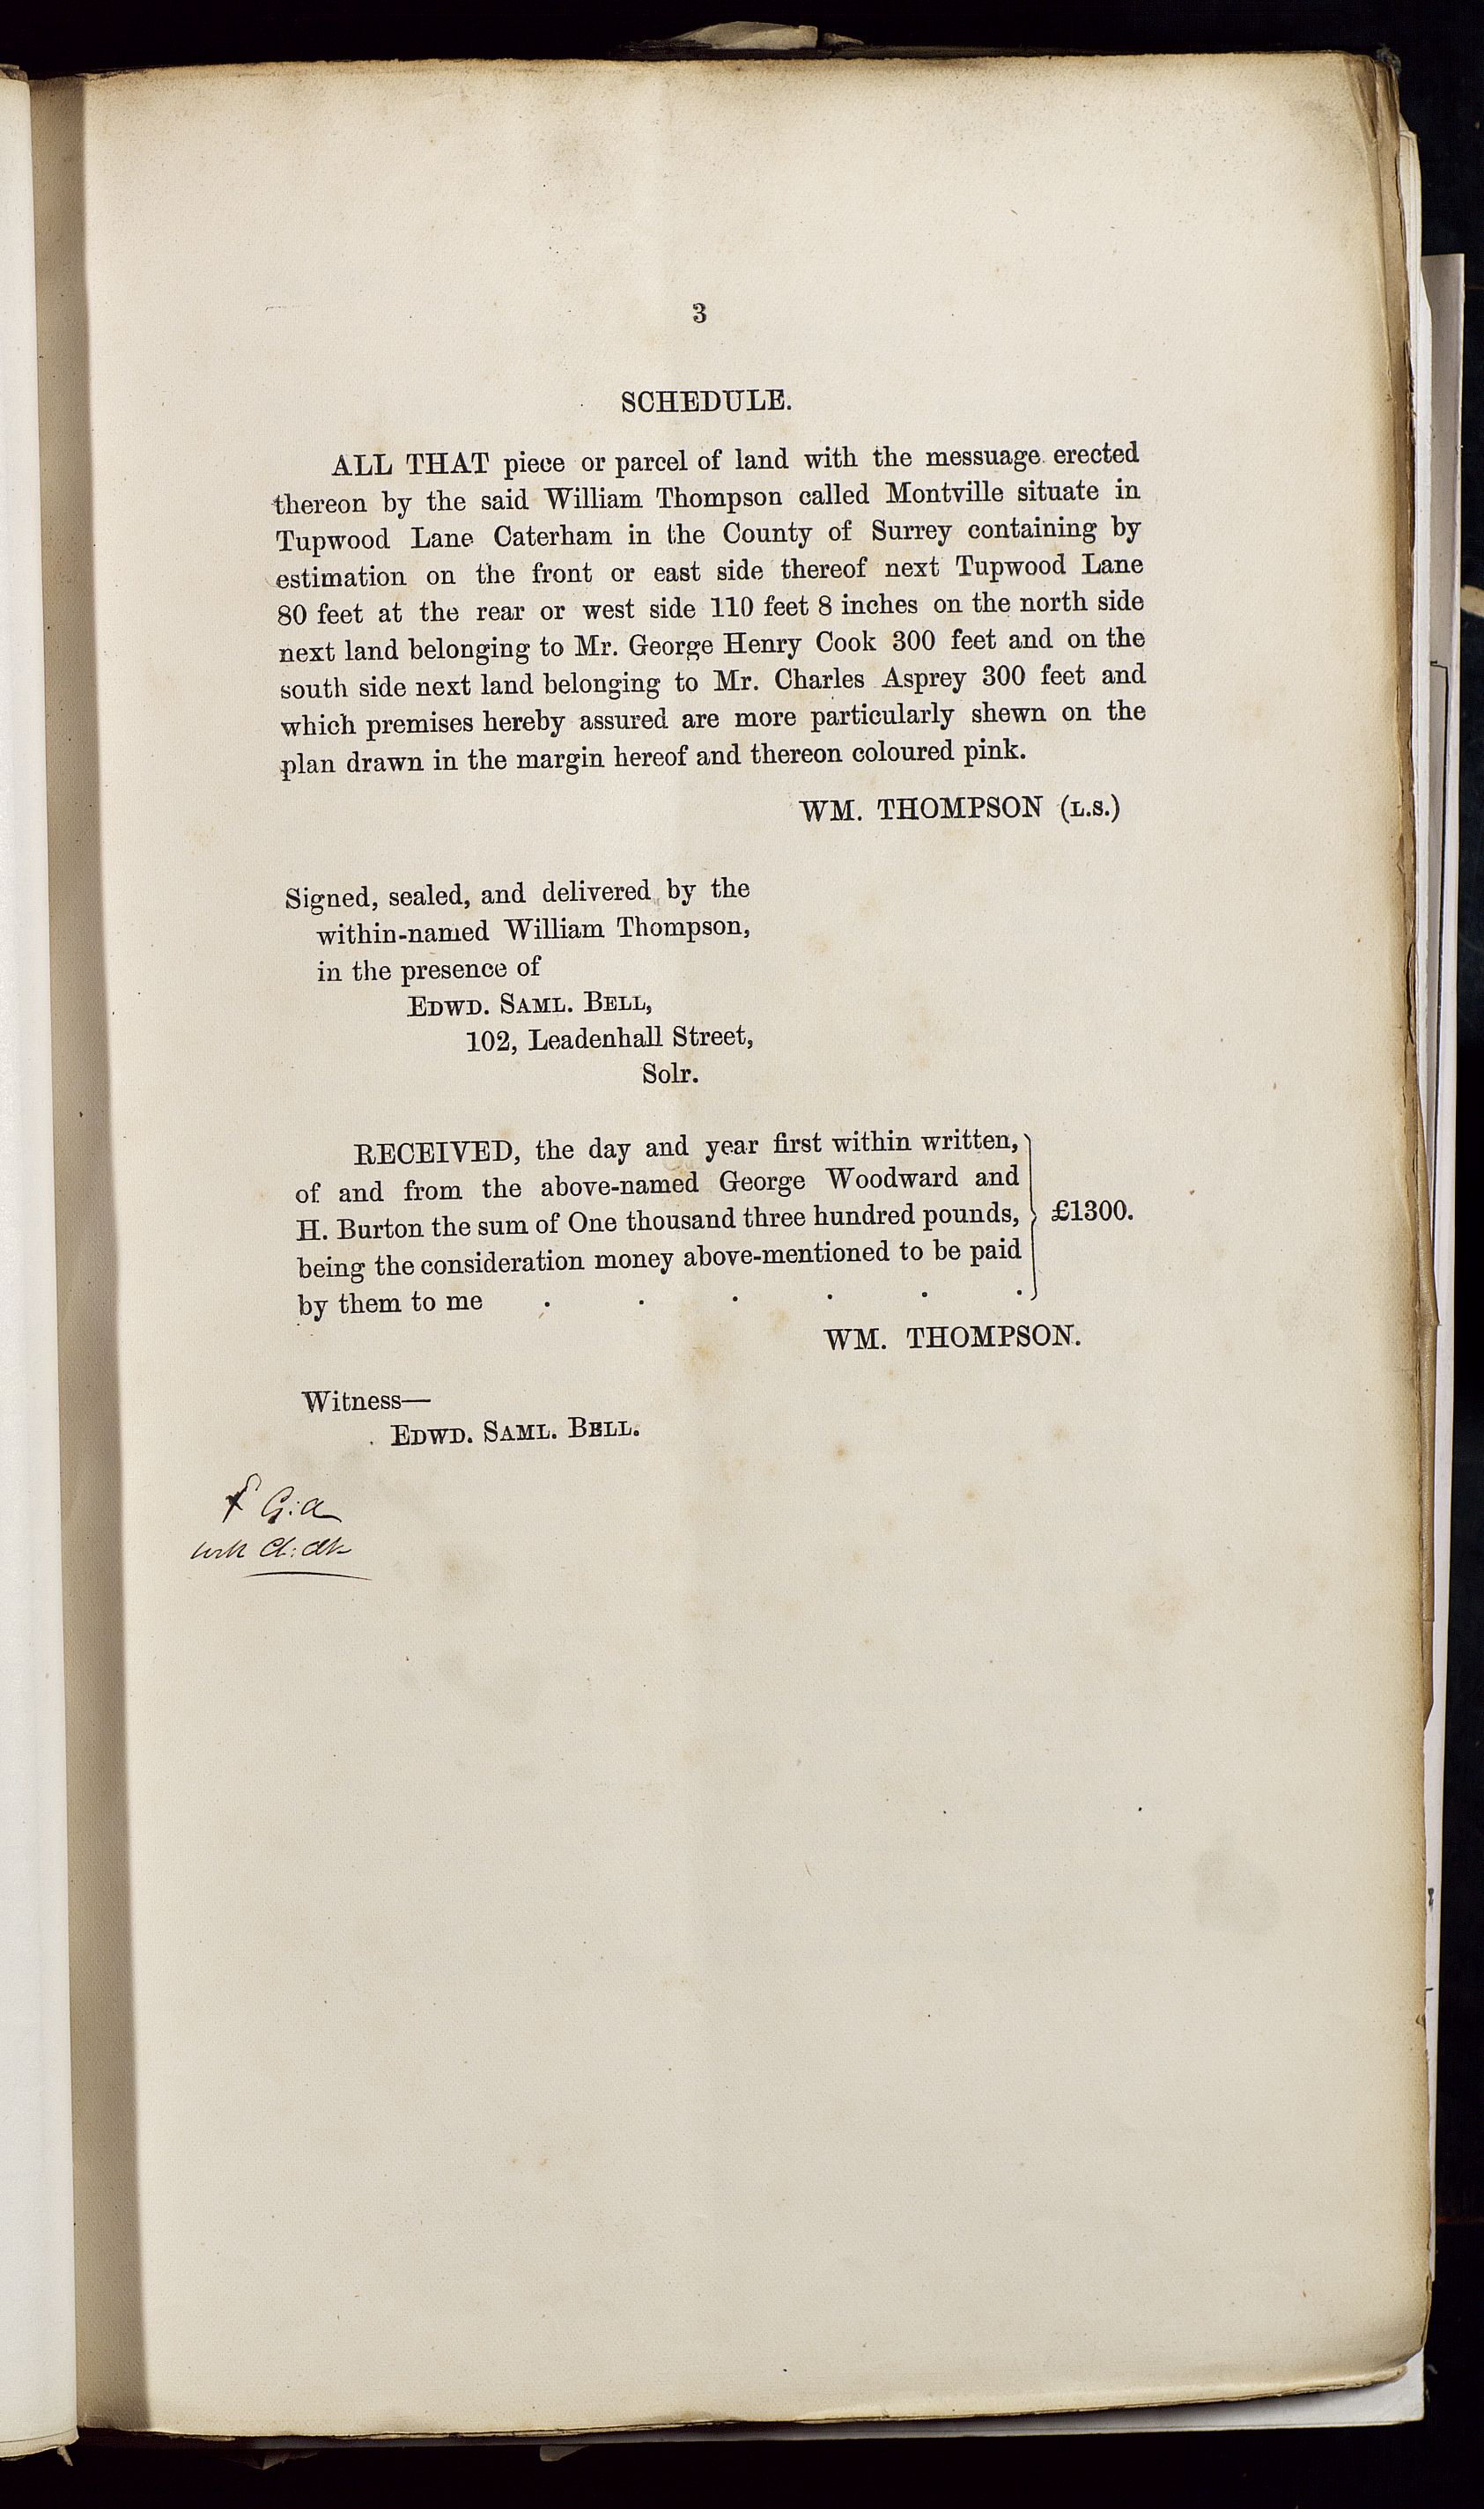 3
SCHEDULE.
ALL THAT piece or parcel of land with the messuage erected
thereon by the said William Thompson called Montville situate in
Tupwood Lane Caterham in the County of Surrey containing by
estimation on the front or east side thereof next Tupwood Lane
80 feet at the rear or west side 110 feet 8 inches on the north side
next land belonging to Mr. George Henry Cook 300 feet and on the
south side next land belonging to Mr. Charles Asprey 300 feet and
which premises hereby assured are more particularly shewn on the
plan drawn in the margin hereof and thereon coloured pink.
WM. THOMPSON (L.S.)
Signed, sealed, and delivered by the
within-named William Thompson,
in the presence of
EDWD. SAML. BELL,
102, Leadenhall Street,
Solr.
RECEIVED, the day and year first within written,
of and from the above-named George Woodward and
H. Burton the sum of One thousand three hundred pounds, £1300.
being the consideration money above-mentioned to be paid
by them to me . . . . . .
WM. THOMPSON.
Witness—
EDWD. SAML. BELL.